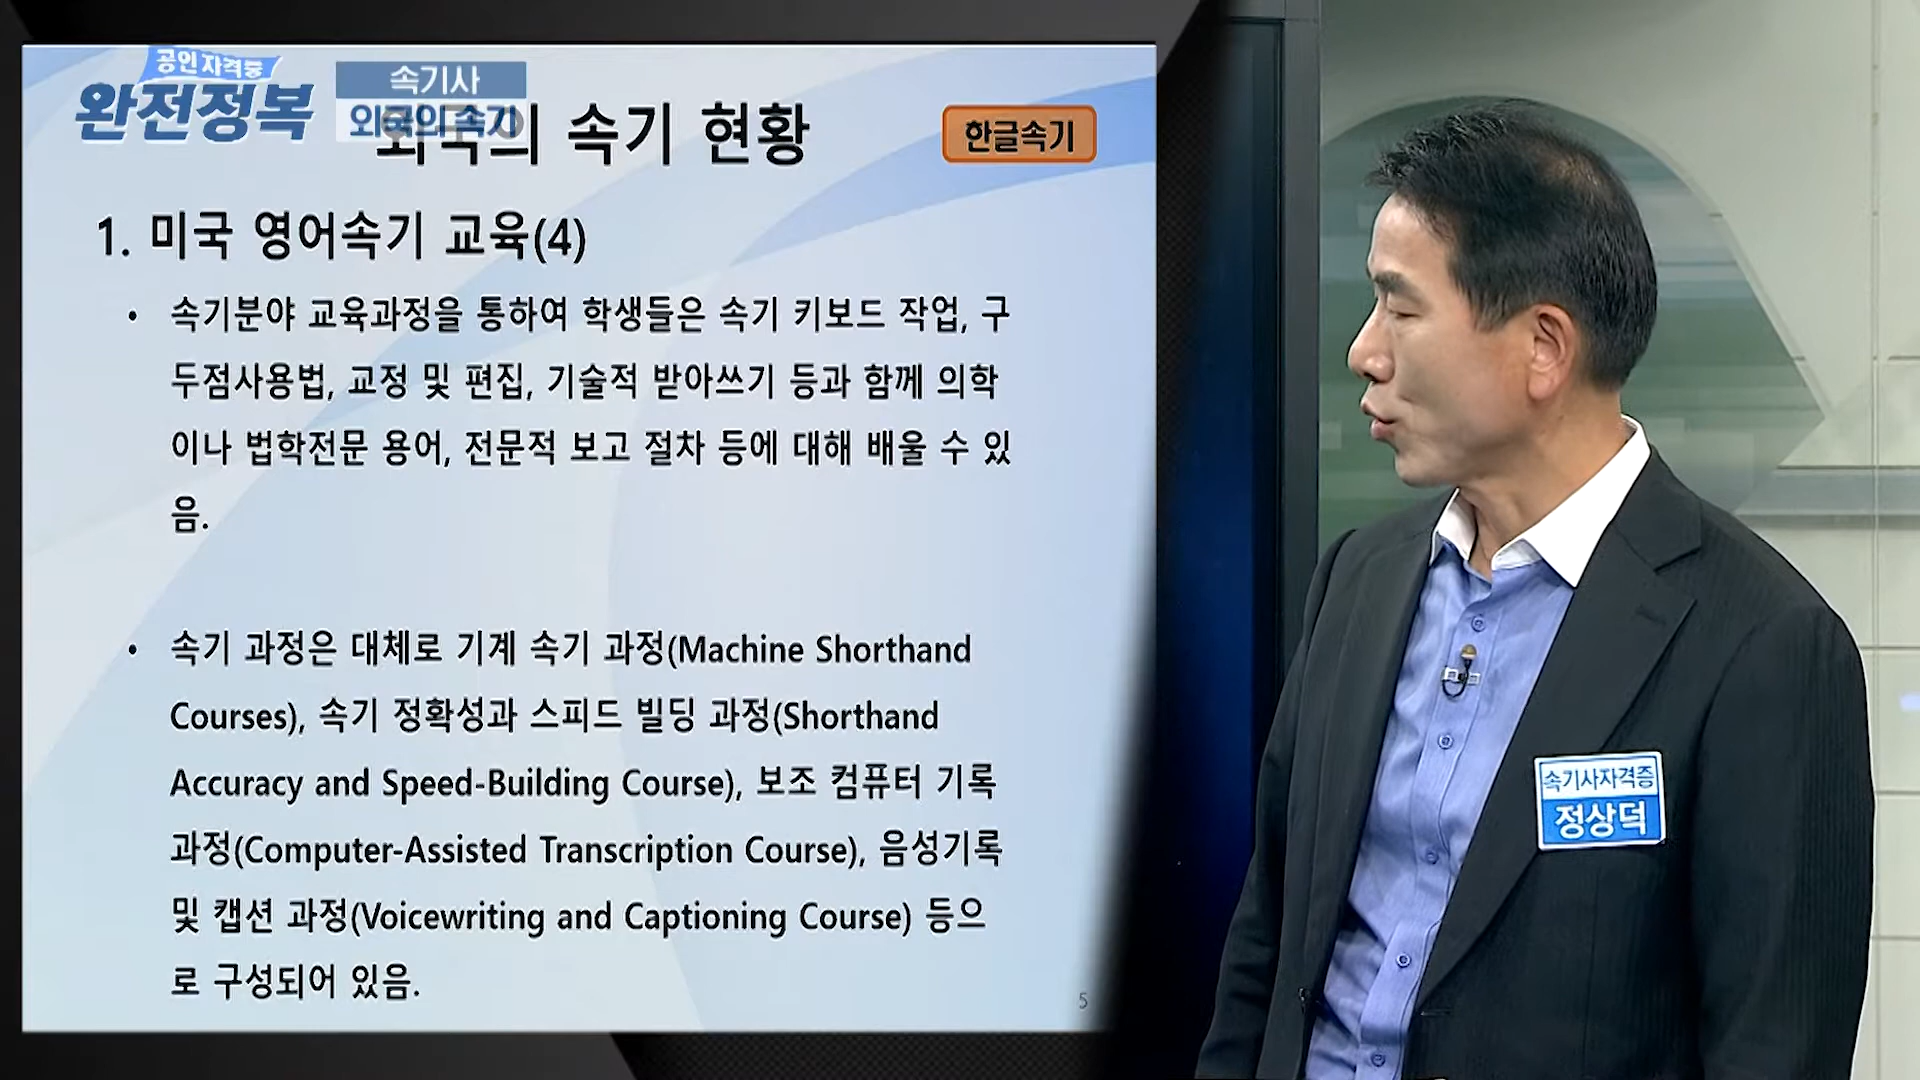 공인자격증
완전정복
속기사
외국의 속기
외국의 속기 현황
한글속기
1. 미국 영어속기 교육(4)
• 속기분야 교육과정을 통하여 학생들은 속기 키보드 작업, 구
두점사용법, 교정 및 편집, 기술적 받아쓰기 등과 함께 의학
이나 법학전문 용어, 전문적 보고 절차 등에 대해 배울 수 있
음.
• 속기 과정은 대체로 기계 속기 과정(Machine Shorthand
Courses), 속기 정확성과 스피드 빌딩 과정(Shorthand
Accuracy and Speed-Building Course), 보조 컴퓨터 기록
과정(Computer-Assisted Transcription Course), 음성기록
및 캡션 과정(Voicewriting and Captioning Course) 등으
로 구성되어 있음.
5
속기사자격증
정상덕